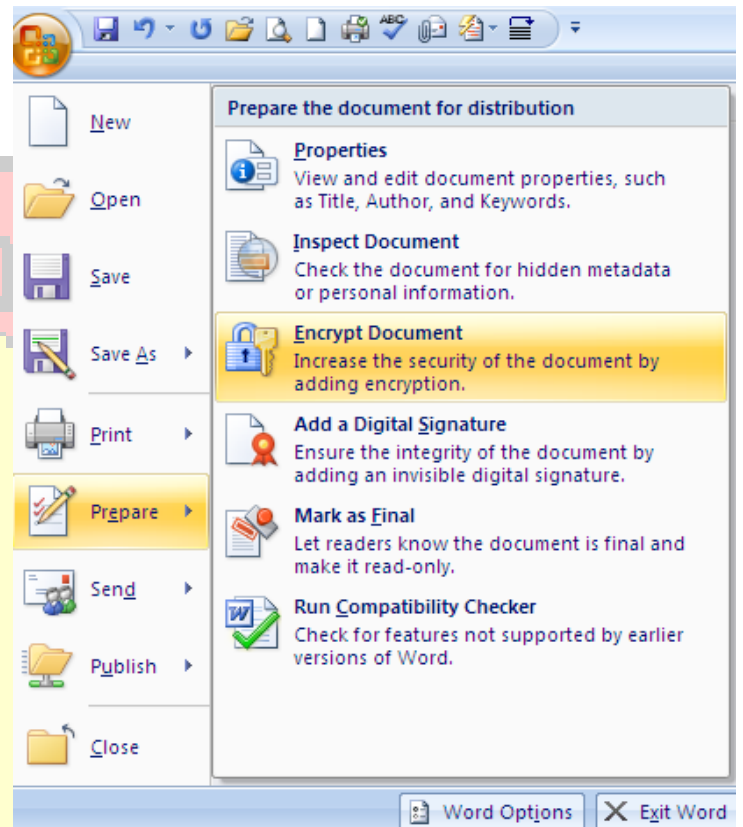 ABC
New
Open
Save
Save As
Print
Prepare
Send
Publish
Close
Prepare the document for distribution
Properties
View and edit document properties, such
as Title, Author, and Keywords.
Inspect Document
Check the document for hidden metadata
or personal information.
Encrypt Document
Increase the security of the document by
adding encryption.
Add a Digital Signature
Ensure the integrity of the document by
adding an invisible digital signature.
Mark as Final
Let readers know the document is final and
make it read-only.
Run Compatibility Checker
Check for features not supported by earlier
versions of Word.
Word Options
Exit Word